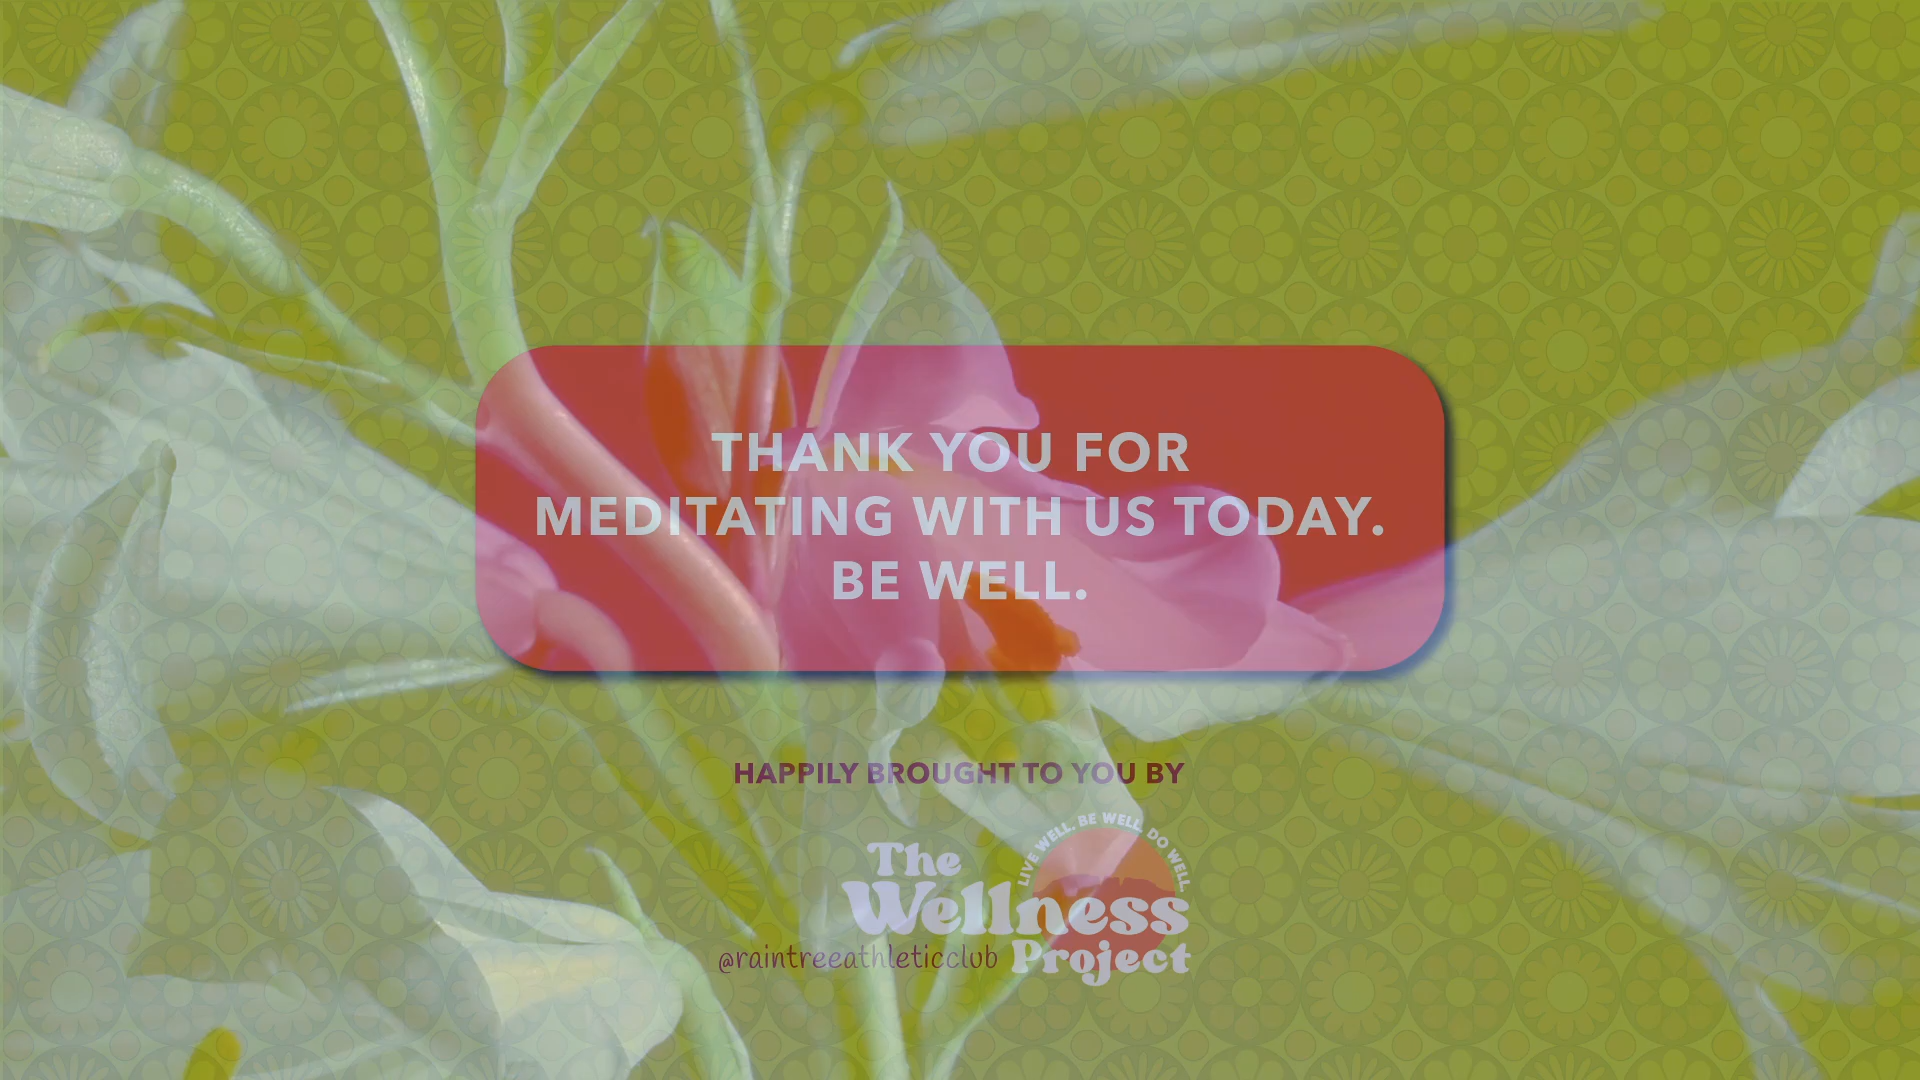 THANK YOU FOR
MEDITATING WITH US TODAY.
BE WELL.
HAPPILY BROUGHT TO YOU BY
LIVE WELL. BE WELL. DO WELL.
The
Wellness
@raintreeathleticclub Project